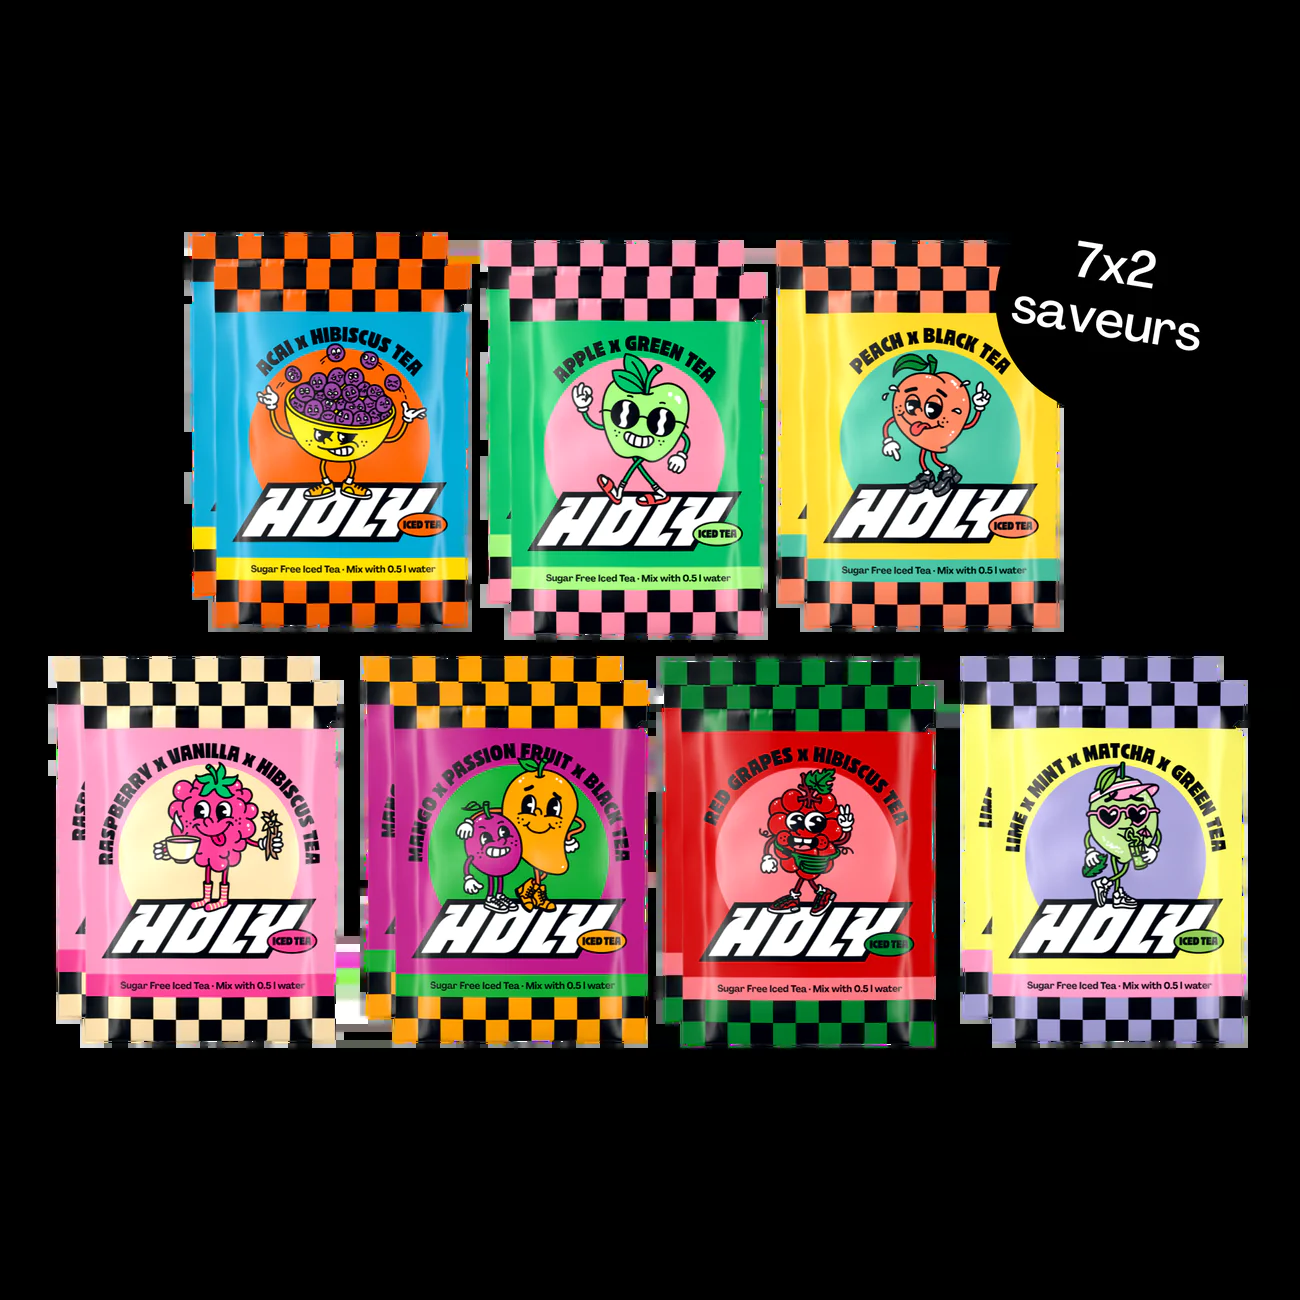 7x2
saveurs
ACAI x HIBISCUS TEA
HOLY
ICED TEA
Sugar Free Iced Tea · Mix with 0.5 l water
APPLE x GREEN TEA
HOLY
ICED TEA
Sugar Free Iced Tea · Mix with 0.5 l water
PEACH x BLACK TEA
HOLY
ICED TEA
Sugar Free Iced Tea · Mix with 0.5 l water
RASPBERRY x VANILLA x HIBISCUS TEA
HOLY
ICED TEA
Sugar Free Iced Tea · Mix with 0.5 l water
MANGO x PASSION FRUIT x BLACK TEA
HOLY
ICED TEA
Sugar Free Iced Tea · Mix with 0.5 l water
RED GRAPES x HIBISCUS TEA
HOLY
ICED TEA
Sugar Free Iced Tea · Mix with 0.5 l water
LIME x MINT x MATCHA x GREEN TEA
HOLY
ICED TEA
Sugar Free Iced Tea · Mix with 0.5 l water